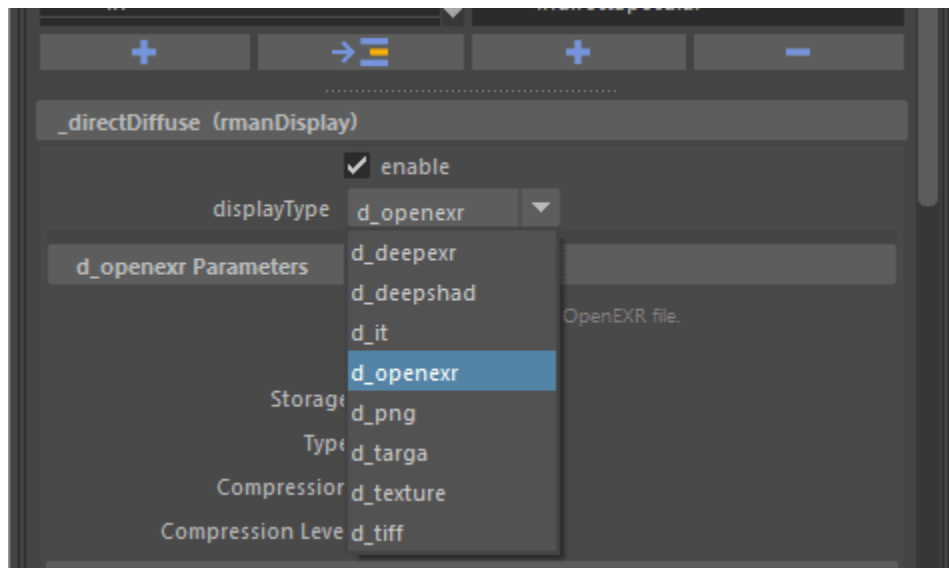 _directDiffuse (rmanDisplay)
enable
displayType d_openexr
d_deepexr
d_openexr Parameters
d_deepshad
OpenEXR file.
d_it
d_openexr
Storage
d_png
Type
d_targa
Compression
d_texture
Compression Leve
d_tiff